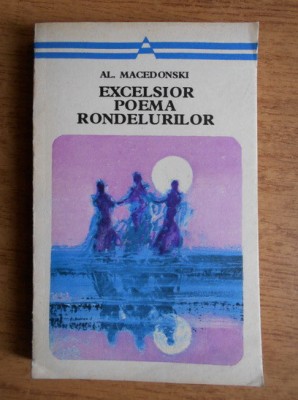 AL. MACEDONSKI
EXCELSIOR
POEMA
RONDELURILOR